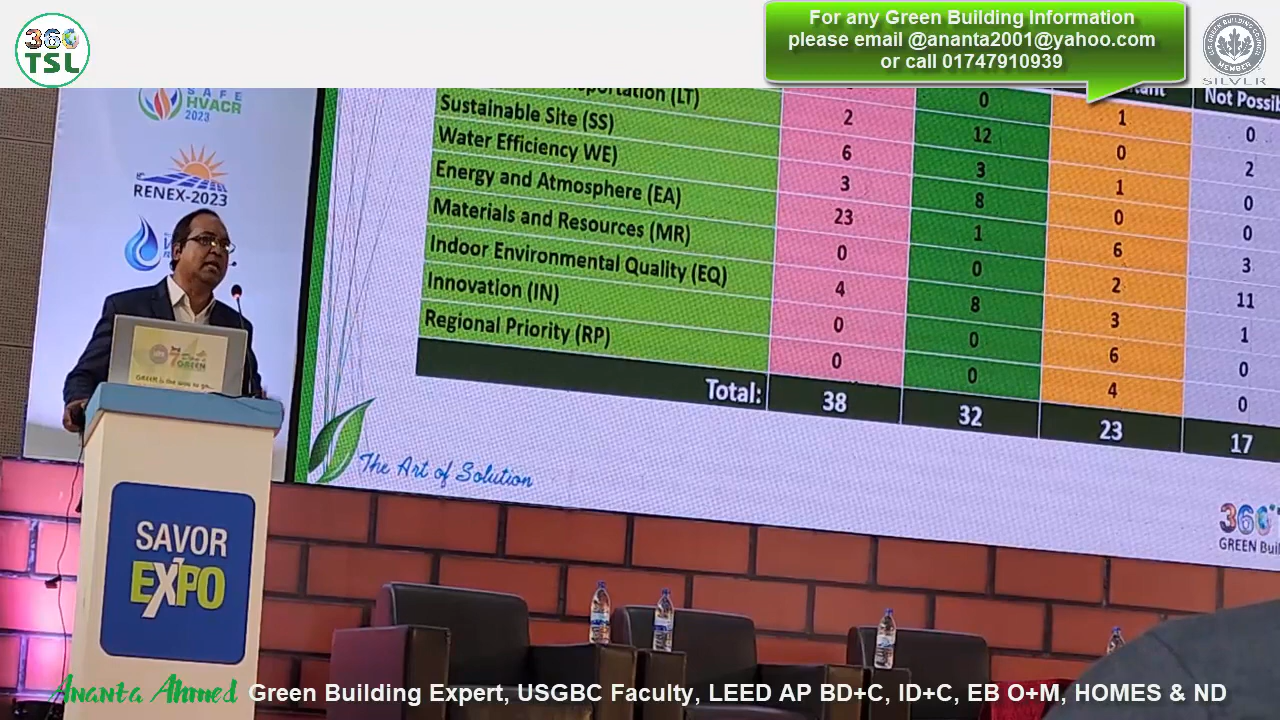 360
TSL
For any Green Building Information
please email @ananta2001@yahoo.com
or call 01747910939
U.S. GREEN BUILDING COUNCIL
MEMBER
SILVER
SAFE
HVACR
2023
RENEX-2023
(LT)
Not
0 1 0
Sustainable Site (SS) 2 12 0 2
Water Efficiency WE) 6 3 1 0
Energy and Atmosphere (EA) 3 8 0 0
Materials and Resources (MR) 23 1 6 3
Indoor Environmental Quality (EQ) 0 0 2 11
Innovation (IN) 4 8 3 1
Regional Priority (RP) 0 0 6 0
0 0 4 0
Total: 38 32 23 17
The Art of Solution
360
GREEN
GREEN is the way to go...
SAVOR
EXPO
Ananta Ahmed Green Building Expert, USGBC Faculty, LEED AP BD+C, ID+C, EB O+M, HOMES & ND